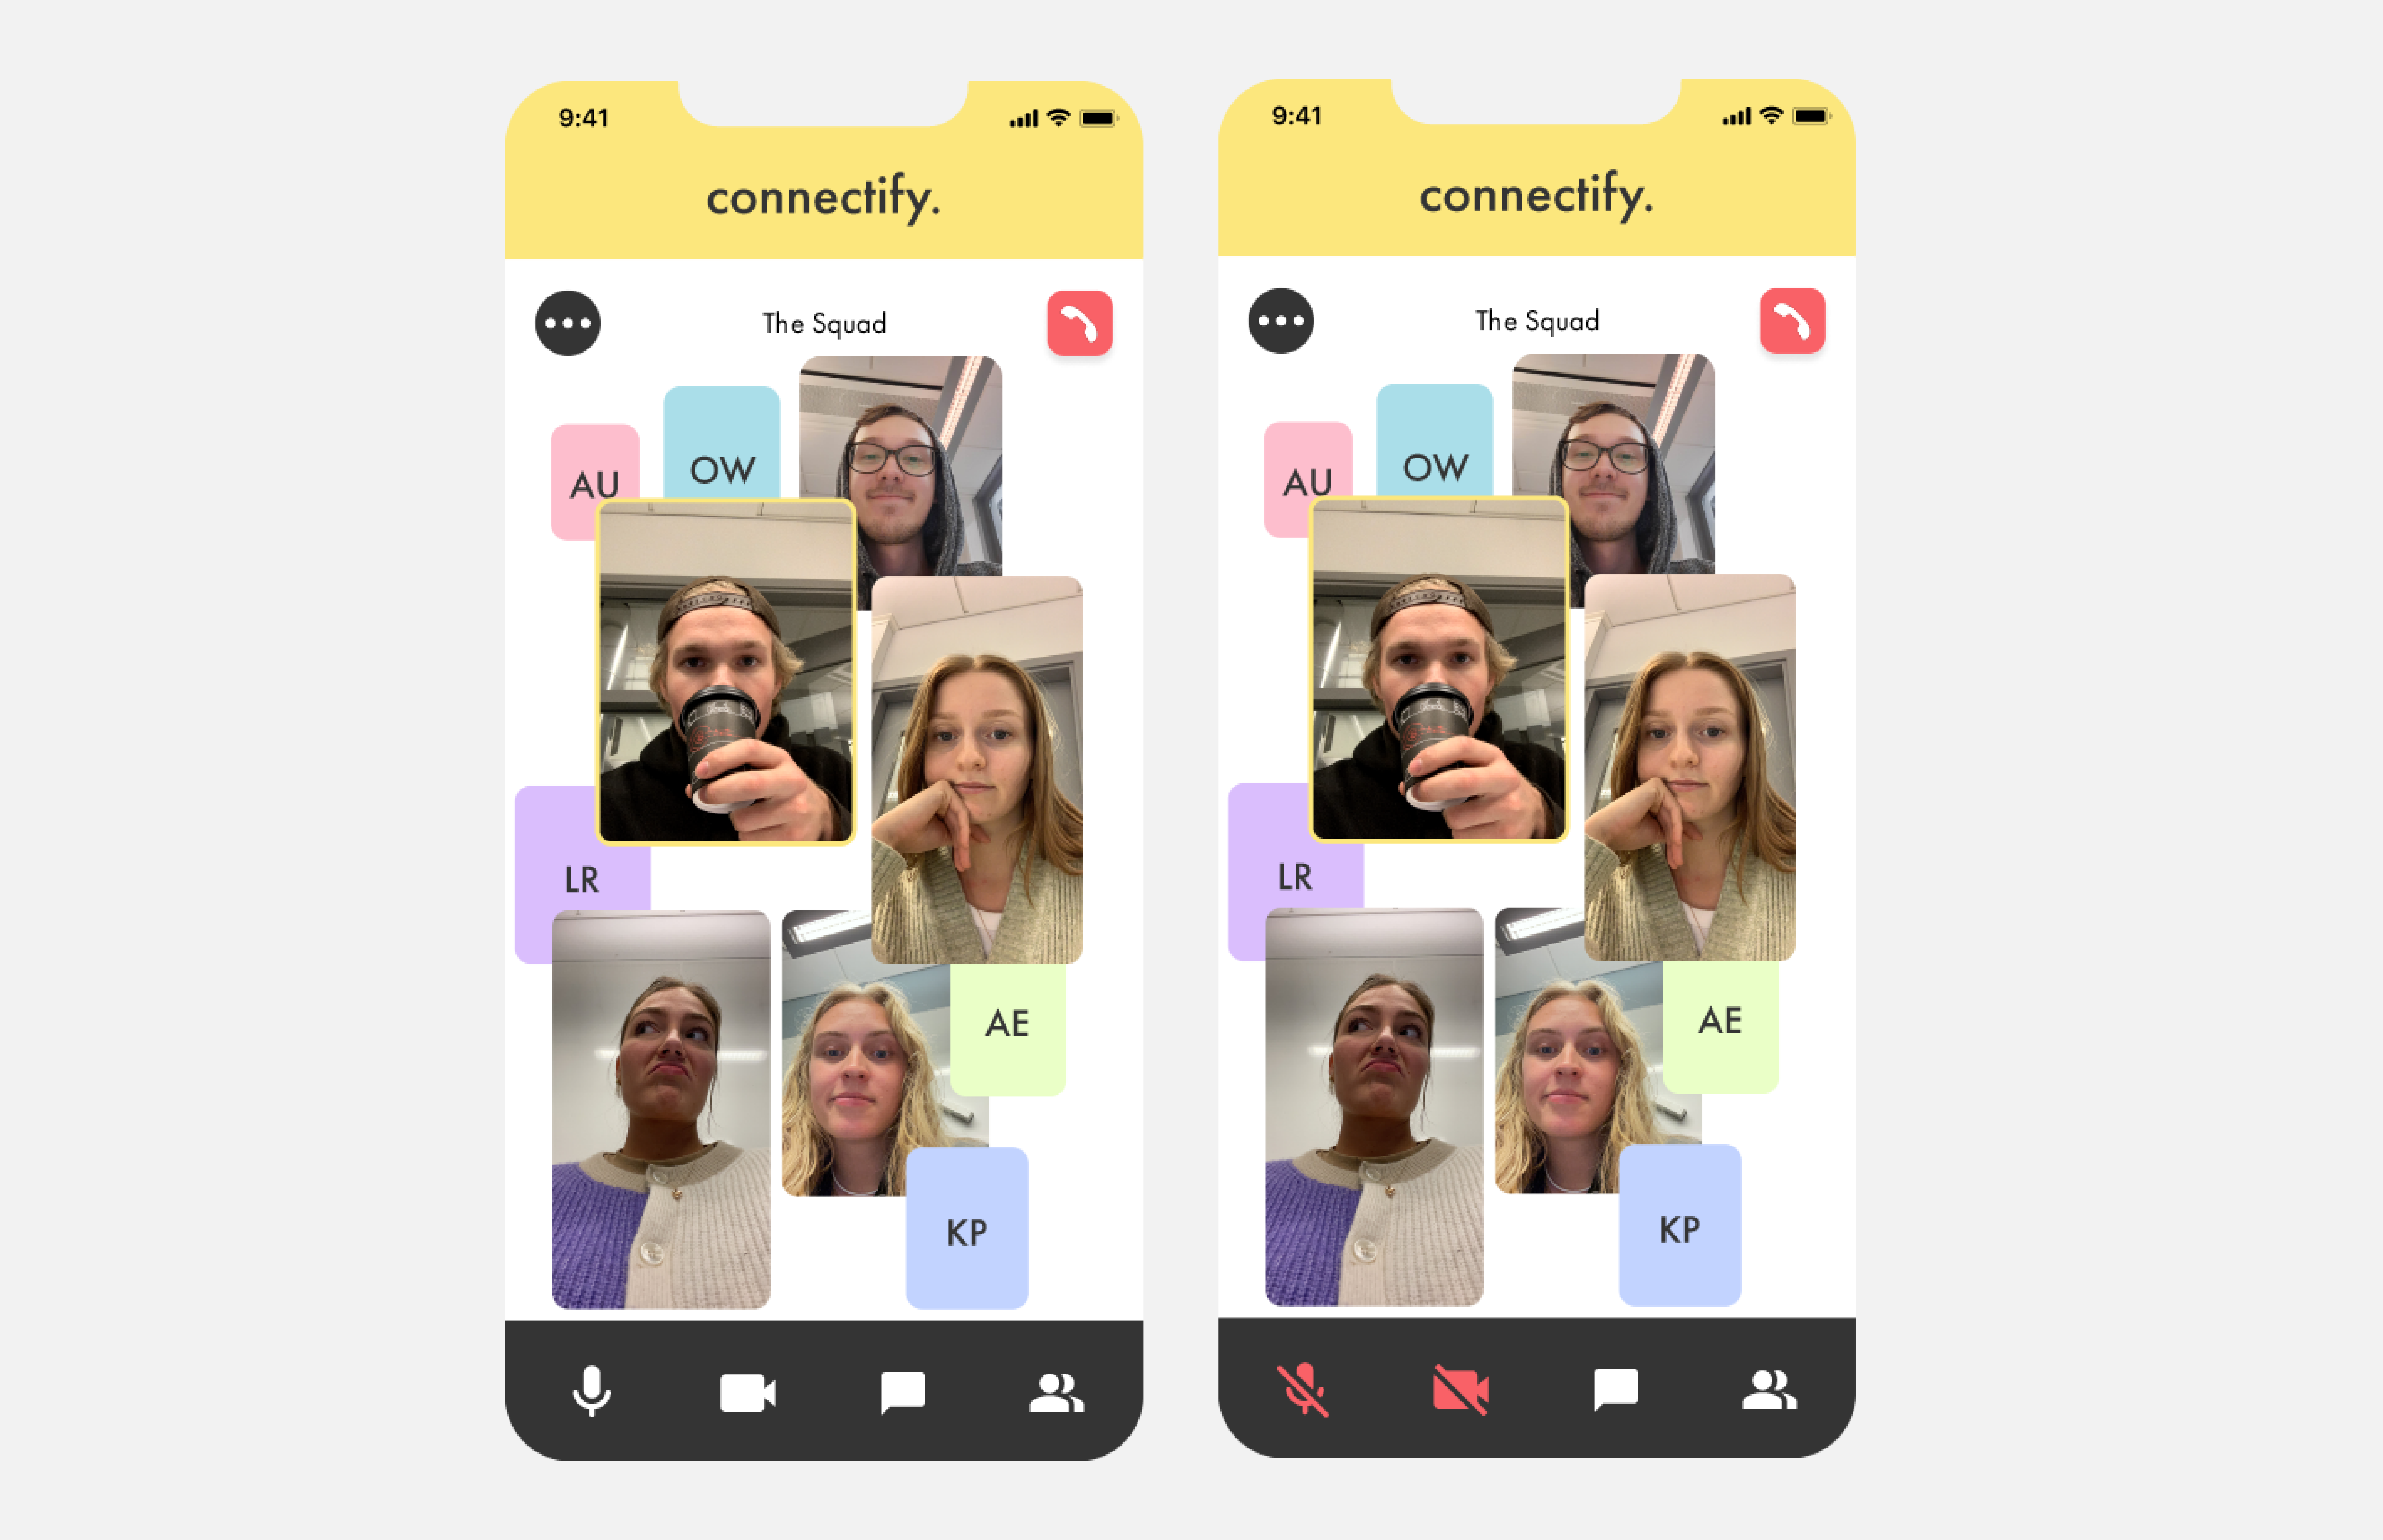 9:41
connectify.
The Squad
AU
OW
LR
AE
KP
9:41
connectify.
The Squad
AU
OW
LR
AE
KP